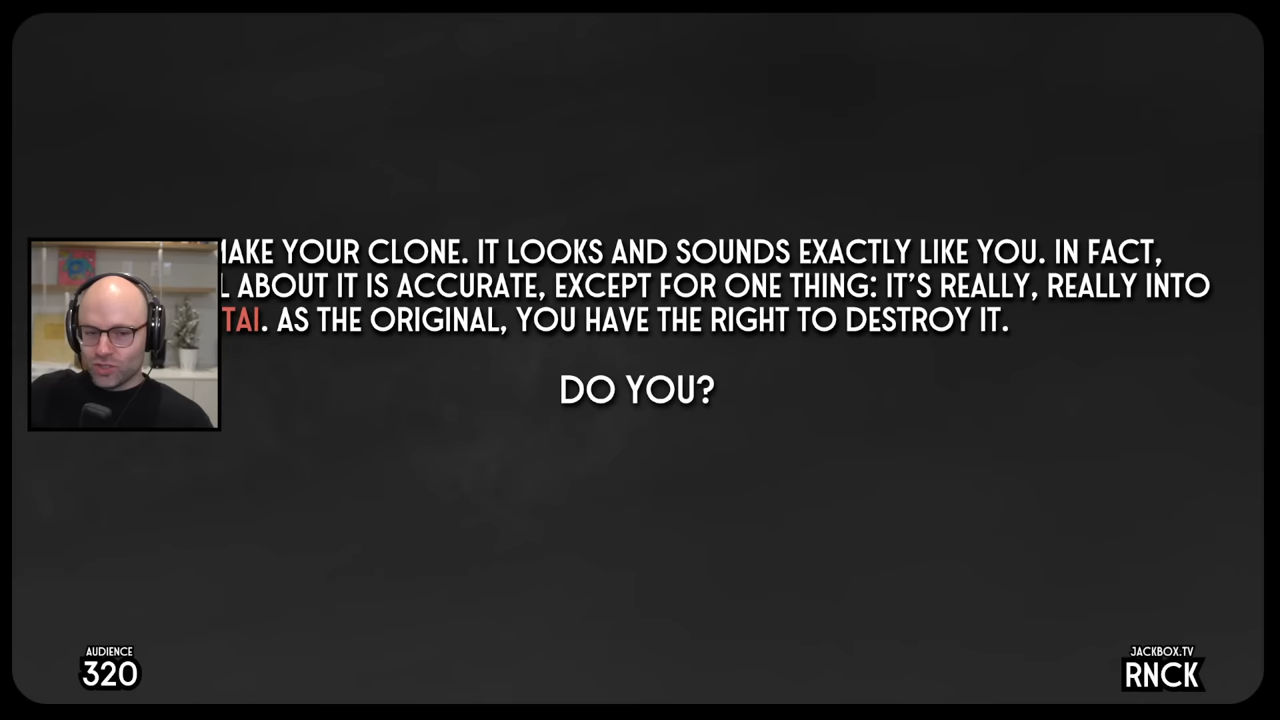 MAKE YOUR CLONE. IT LOOKS AND SOUNDS EXACTLY LIKE YOU. IN FACT,
ABOUT IT IS ACCURATE, EXCEPT FOR ONE THING: IT'S REALLY, REALLY INTO
TAI. AS THE ORIGINAL, YOU HAVE THE RIGHT TO DESTROY IT.
DO YOU?
AUDIENCE
320
JACKBOX.TV
RNCK